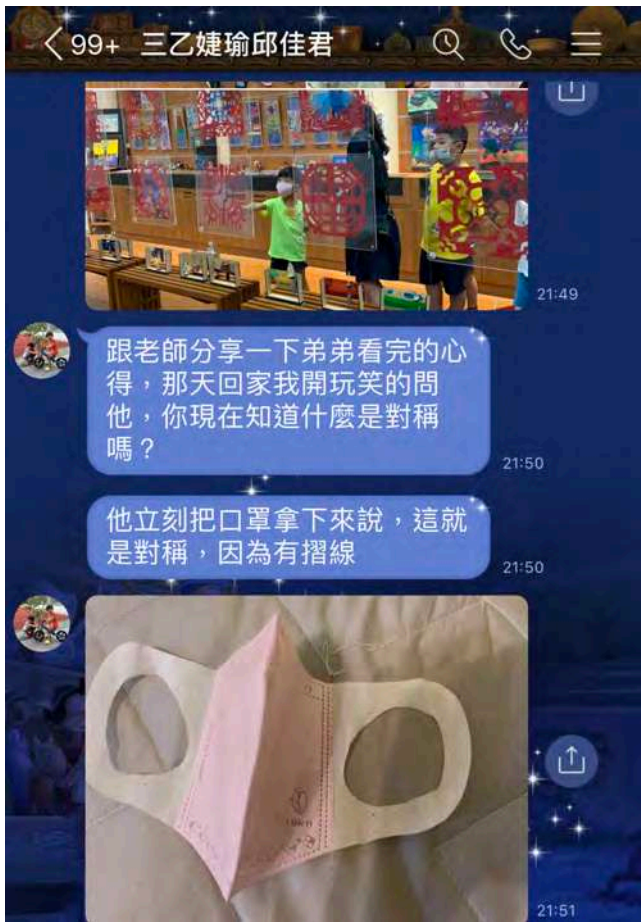 99+ 三乙婕瑜邱佳君
21:49
跟老師分享一下弟弟看完的心
得，那天回家我開玩笑的問
他，你現在知道什麼是對稱
嗎？
21:50
他立刻把口罩拿下來說，這就
是對稱，因為有摺線
21:50
21:51